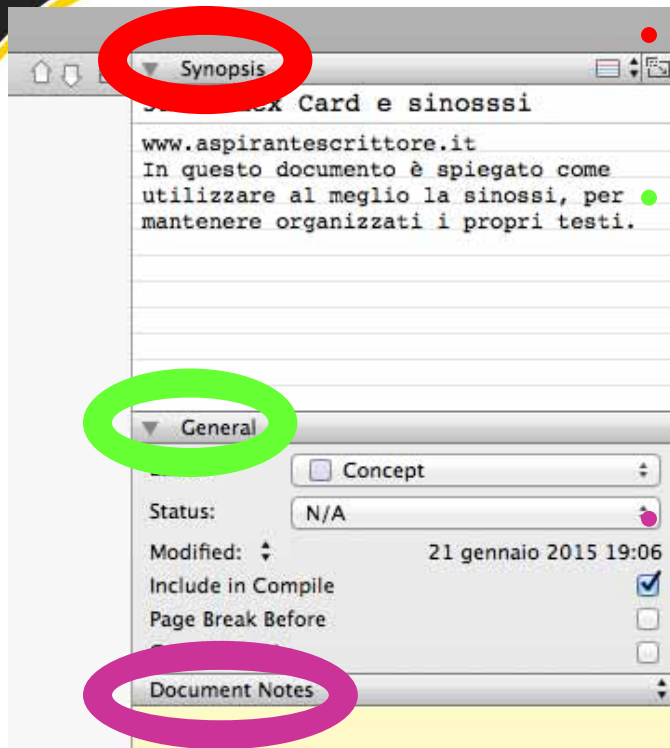 Synopsis
Card e sinosssi
www.aspirantescrittore.it
In questo documento è spiegato come
utilizzare al meglio la sinossi, per
mantenere organizzati i propri testi.
General
Concept
Status: N/A
Modified: 21 gennaio 2015 19:06
Include in Compile
Page Break Before
Document Notes